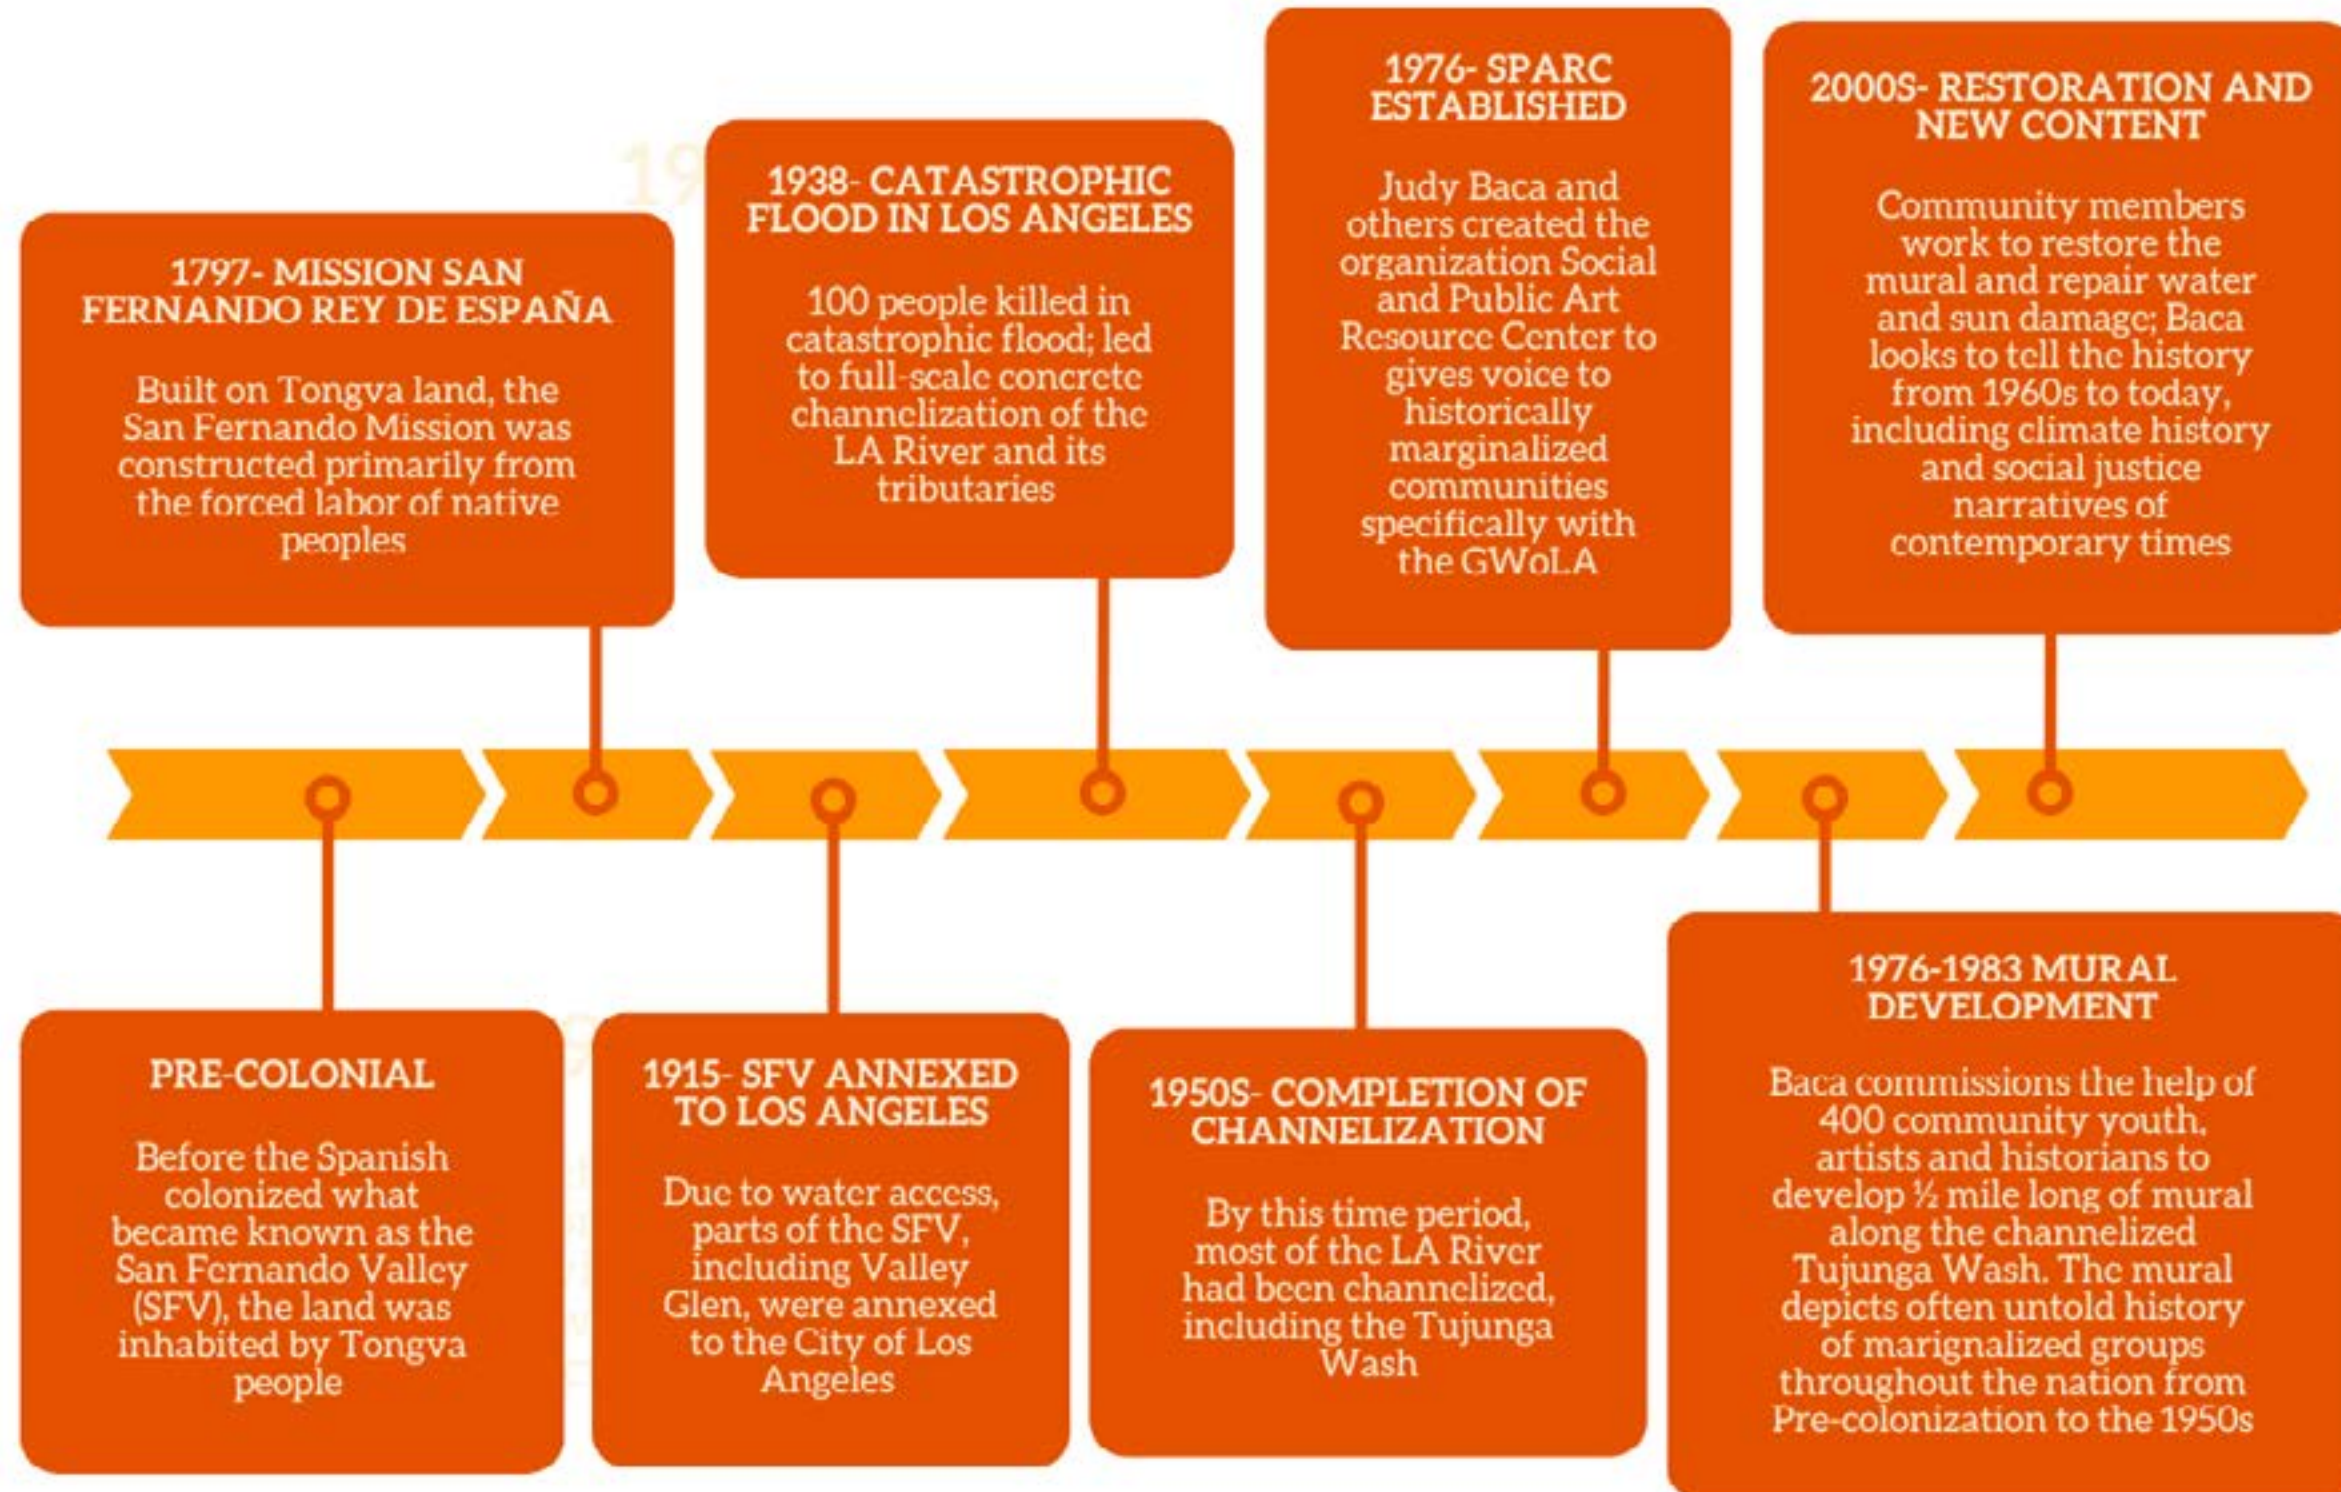 PRE-COLONIAL
Before the Spanish
colonized what
became known as the
San Fernando Valley
(SFV), the land was
inhabited by Tongva
people
1797- MISSION SAN
FERNANDO REY DE ESPAÑA
Built on Tongva land, the
San Fernando Mission was
constructed primarily from
the forced labor of native
peoples
1915- SFV ANNEXED
TO LOS ANGELES
Due to water access,
parts of the SFV,
including Valley
Glen, were annexed
to the City of Los
Angeles
19
1938- CATASTROPHIC
FLOOD IN LOS ANGELES
100 people killed in
catastrophic flood; led
to full-scale concrete
channelization of the
LA River and its
tributaries
1950S- COMPLETION OF
CHANNELIZATION
By this time period,
most of the LA River
had been channelized,
including the Tujunga
Wash
1976- SPARC
ESTABLISHED
Judy Baca and
others created the
organization Social
and Public Art
Resource Center to
gives voice to
historically
marginalized
communities
specifically with
the GWoLA
1976-1983 MURAL
DEVELOPMENT
Baca commissions the help of
400 community youth,
artists and historians to
develop ½ mile long of mural
along the channelized
Tujunga Wash. The mural
depicts often untold history
of marignalized groups
throughout the nation from
Pre-colonization to the 1950s
2000S- RESTORATION AND
NEW CONTENT
Community members
work to restore the
mural and repair water
and sun damage; Baca
looks to tell the history
from 1960s to today,
including climate history
and social justice
narratives of
contemporary times